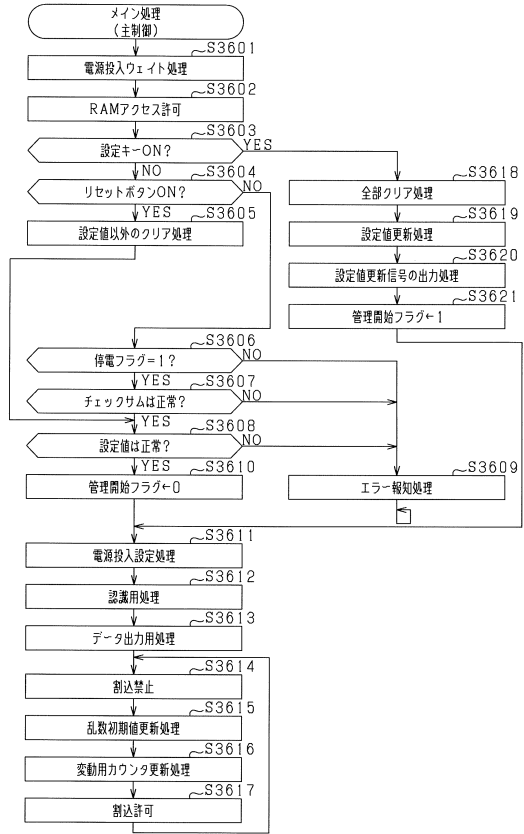 メイン処理
(主制御)
S3601
電源投入ウェイト処理
S3602
RAMアクセス許可
S3603
設定キーON?
YES
NO
S3604
リセットボタンON?
NO
YES
S3605
設定値以外のクリア処理
S3618
全部クリア処理
S3619
設定値更新処理
S3620
設定値更新信号の出力処理
S3621
管理開始フラグ←1
S3606
停電フラグ=1?
NO
YES
S3607
チェックサムは正常?
NO
YES
S3608
設定値は正常?
NO
YES
S3610
管理開始フラグ←0
S3609
エラー報知処理
S3611
電源投入設定処理
S3612
認識用処理
S3613
データ出力用処理
S3614
割込禁止
S3615
乱数初期値更新処理
S3616
変動用カウンタ更新処理
S3617
割込許可